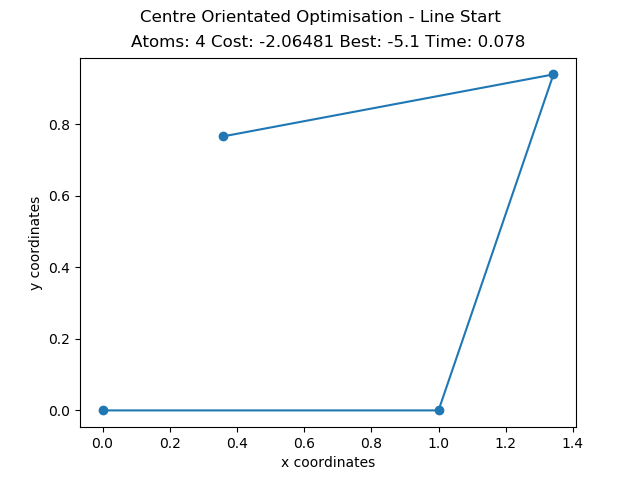 Centre Orientated Optimisation - Line Start
Atoms: 4 Cost: -2.06481 Best: -5.1 Time: 0.078
0.8
0.6
0.4
0.2
0.0
y coordinates
0.0 0.2 0.4 0.6 0.8 1.0 1.2 1.4
x coordinates